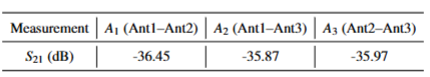 Measurement A₁ (Ant1–Ant2) A₂ (Ant1–Ant3) A₃ (Ant2–Ant3)
S₂₁ (dB) -36.45 -35.87 -35.97